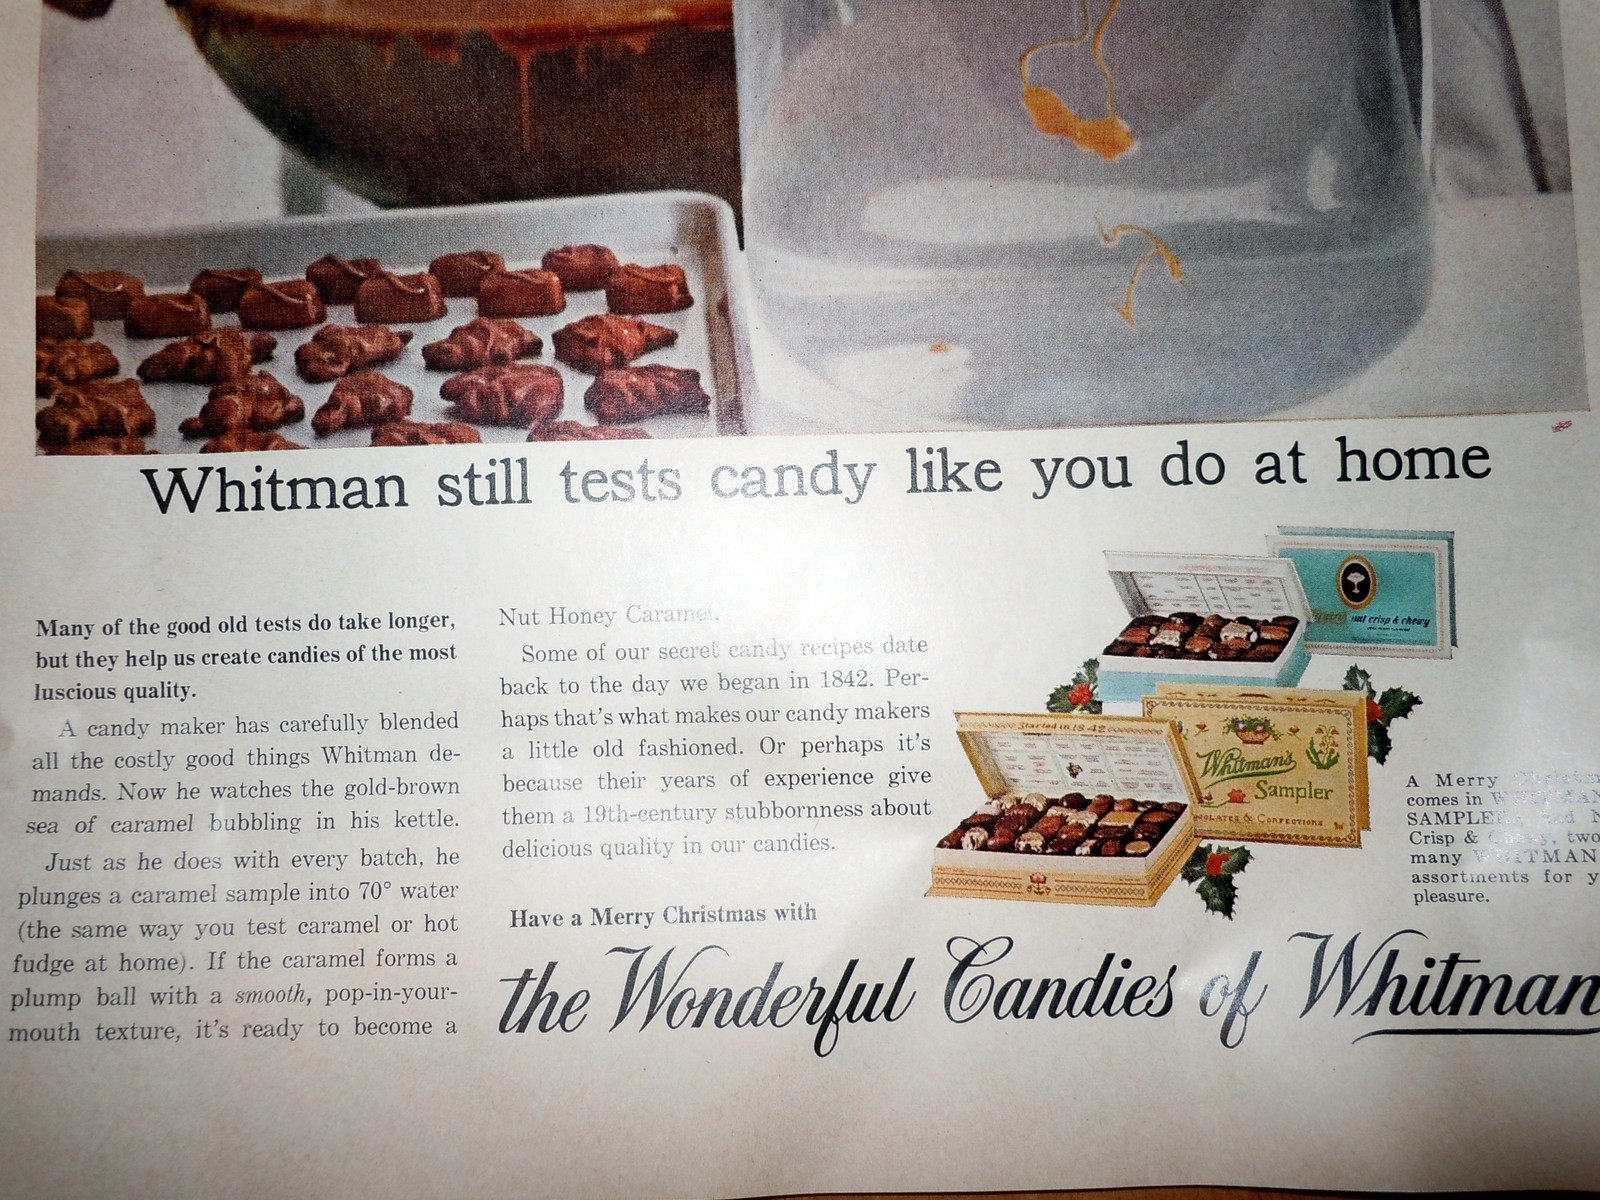 Whitman still tests candy like you do at home
Many of the good old tests do take longer,
but they help us create candies of the most
luscious quality.
A candy maker has carefully blended
all the costly good things Whitman de-
mands. Now he watches the gold-brown
sea of caramel bubbling in his kettle.
Just as he does with every batch, he
plunges a caramel sample into 70° water
(the same way you test caramel or hot
fudge at home). If the caramel forms a
plump ball with a smooth, pop-in-your-
mouth texture, it's ready to become a
Nut Honey Caramel.
Some of our secret candy recipes date
back to the day we began in 1842. Per-
haps that's what makes our candy makers
a little old fashioned. Or perhaps it's
because their years of experience give
them a 19th-century stubbornness about
delicious quality in our candies.
Have a Merry Christmas with
the Wonderful Candies of Whitman
nut crisp & chewy
Started in 1842
Whitman's
Sampler
& CONFECTIONS
A Merry
comes in
SAMPLER
Crisp & Chewy, two
many WHITMAN
assortments for
pleasure.